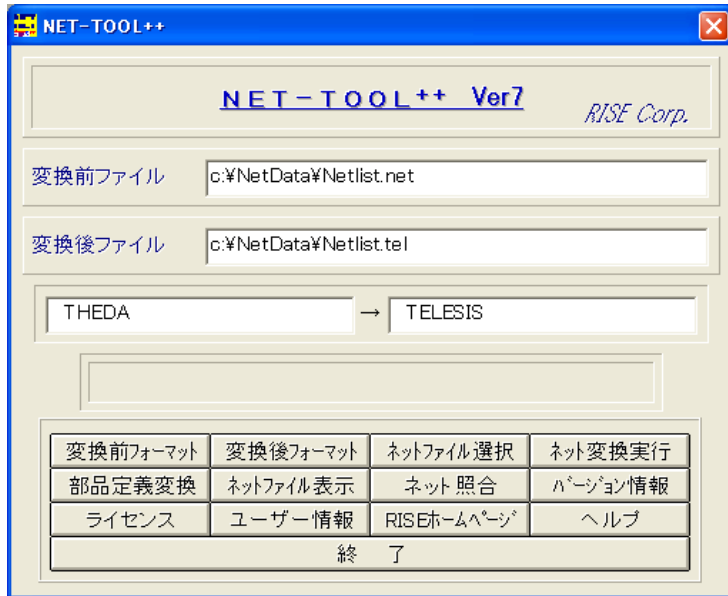 NET-TOOL++
ＮＥＴ－ＴＯＯＬ⁺⁺ Ver7
RISE Corp.
変換前ファイル c:¥NetData¥Netlist.net
変換後ファイル c:¥NetData¥Netlist.tel
THEDA → TELESIS
変換前ﾌｫｰﾏｯﾄ 変換後ﾌｫｰﾏｯﾄ ﾈｯﾄﾌｧｲﾙ選択 ﾈｯﾄ変換実行
部品定義変換 ﾈｯﾄﾌｧｲﾙ表示 ネット照合 ﾊﾞｰｼﾞｮﾝ情報
ライセンス ユーザー情報 RISEﾎｰﾑﾍﾟｰｼﾞ ヘルプ
終　了